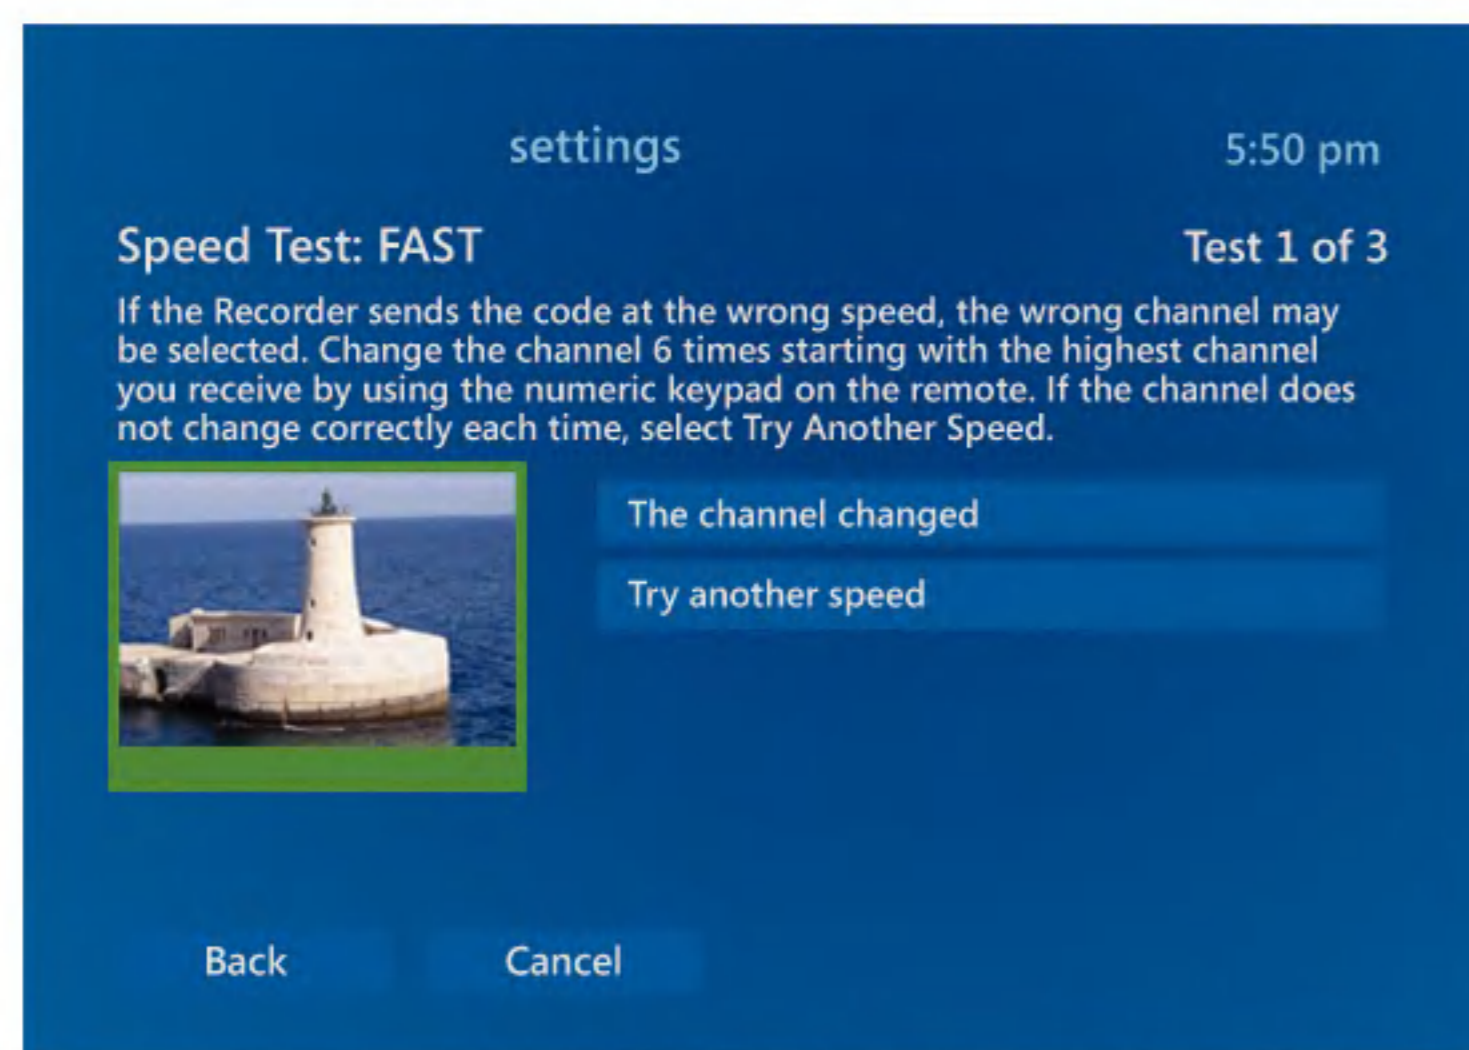 settings
5:50 pm
Speed Test: FAST
Test 1 of 3
If the Recorder sends the code at the wrong speed, the wrong channel may
be selected. Change the channel 6 times starting with the highest channel
you receive by using the numeric keypad on the remote. If the channel does
not change correctly each time, select Try Another Speed.
The channel changed
Try another speed
Back
Cancel